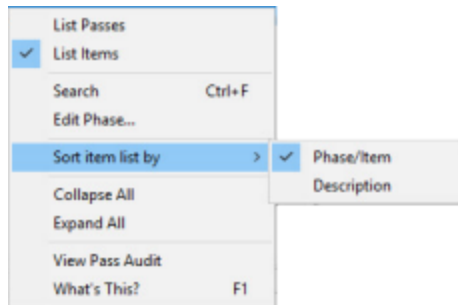 List Passes
List Items
Search Ctrl+F
Edit Phase...
Sort item list by
Phase/Item
Description
Collapse All
Expand All
View Pass Audit
What's This? F1